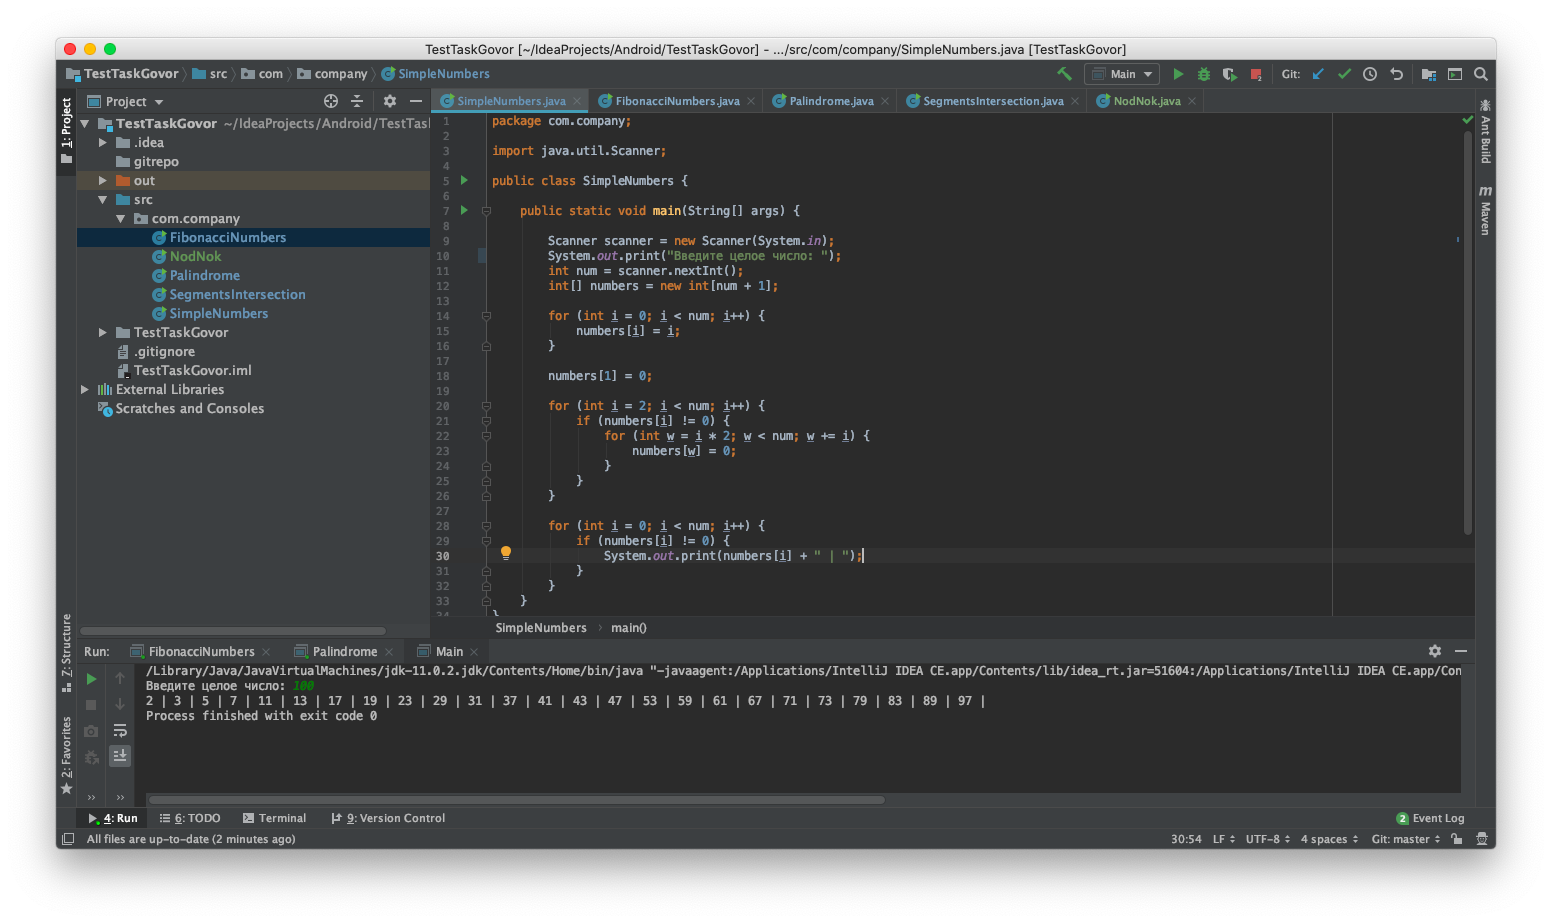 TestTaskGovor [~/IdeaProjects/Android/TestTaskGovor] - .../src/com/company/SimpleNumbers.java [TestTaskGovor]
TestTaskGovor src com company SimpleNumbers
Main Git:
Project
SimpleNumbers.java FibonacciNumbers.java Palindrome.java SegmentsIntersection.java NodNok.java
1: Project
Z: Structure
2: Favorites
Ant Build
m Maven
TestTaskGovor ~/IdeaProjects/Android/TestTas
.idea
gitrepo
out
src
com.company
FibonacciNumbers
NodNok
Palindrome
SegmentsIntersection
SimpleNumbers
TestTaskGovor
.gitignore
TestTaskGovor.iml
External Libraries
Scratches and Consoles
1 package com.company;
2
3 import java.util.Scanner;
4
5 public class SimpleNumbers {
6
7 public static void main(String[] args) {
8
9 Scanner scanner = new Scanner(System.in);
10 System.out.print("Введите целое число: ");
11 int num = scanner.nextInt();
12 int[] numbers = new int[num + 1];
13
14 for (int i = 0; i < num; i++) {
15 numbers[i] = i;
16 }
17
18 numbers[1] = 0;
19
20 for (int i = 2; i < num; i++) {
21 if (numbers[i] != 0) {
22 for (int w = i * 2; w < num; w += i) {
23 numbers[w] = 0;
24 }
25 }
26 }
27
28 for (int i = 0; i < num; i++) {
29 if (numbers[i] != 0) {
30 System.out.print(numbers[i] + " | ");
31 }
32 }
33 }
34 }
SimpleNumbers main()
Run: FibonacciNumbers Palindrome Main
/Library/Java/JavaVirtualMachines/jdk-11.0.2.jdk/Contents/Home/bin/java "-javaagent:/Applications/IntelliJ IDEA CE.app/Contents/lib/idea_rt.jar=51604:/Applications/IntelliJ IDEA CE.app/Con
Введите целое число: 100
2 | 3 | 5 | 7 | 11 | 13 | 17 | 19 | 23 | 29 | 31 | 37 | 41 | 43 | 47 | 53 | 59 | 61 | 67 | 71 | 73 | 79 | 83 | 89 | 97 |
Process finished with exit code 0
4: Run 6: TODO Terminal 9: Version Control 2 Event Log
All files are up-to-date (2 minutes ago) 30:54 LF UTF-8 4 spaces Git: master